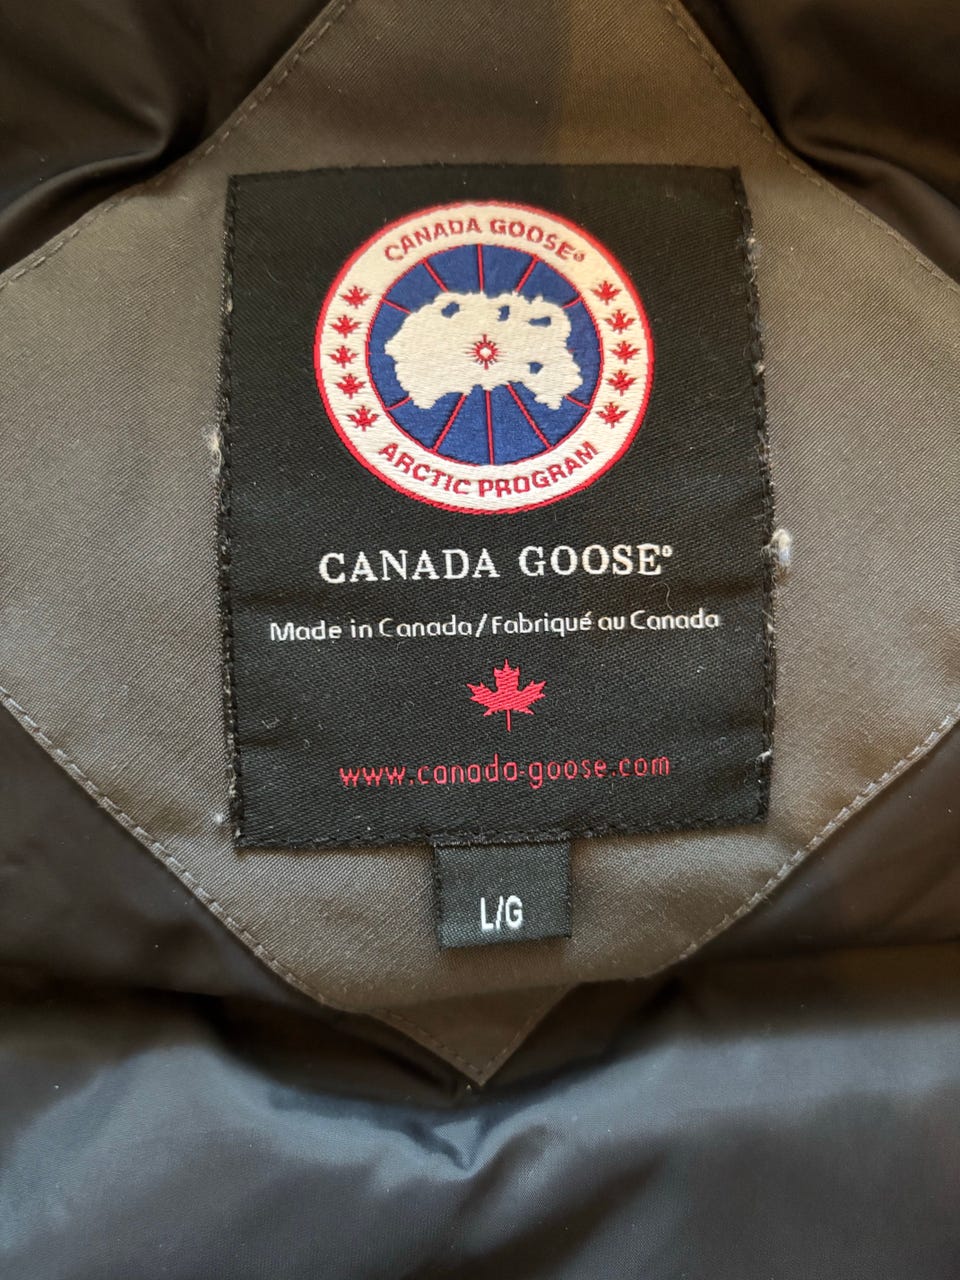 CANADA GOOSE®
ARCTIC PROGRAM
CANADA GOOSE®
Made in Canada/Fabriqué au Canada
www.canada-goose.com
L/G